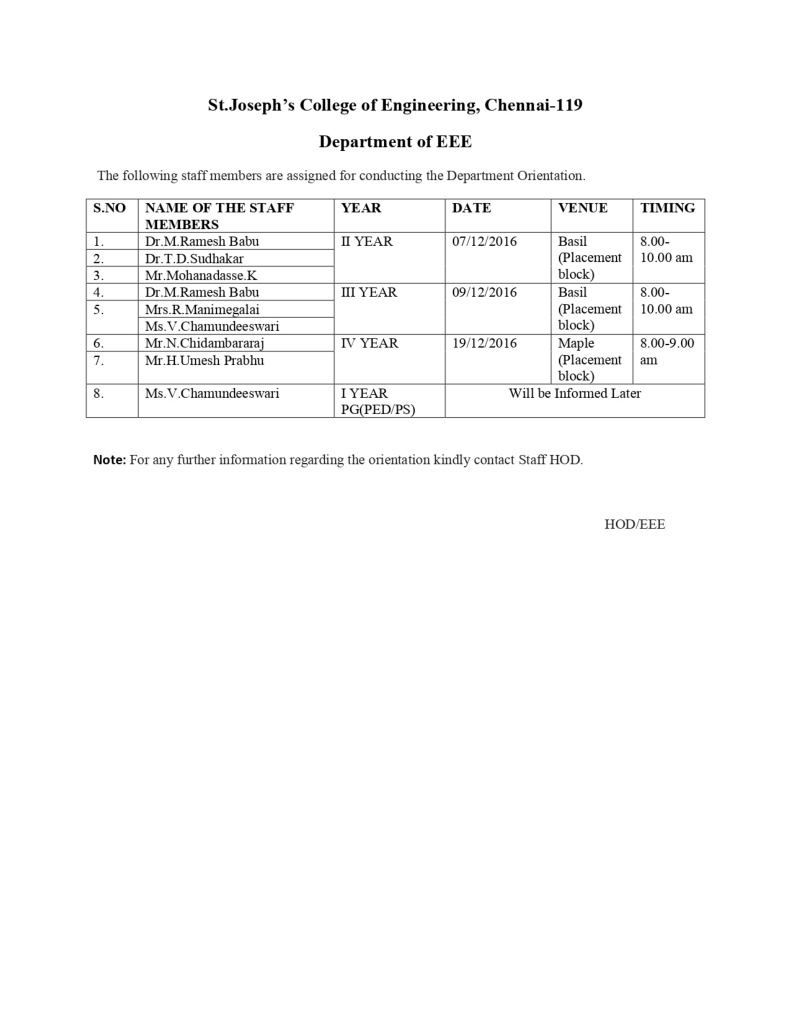 St.Joseph’s College of Engineering, Chennai-119
Department of EEE
The following staff members are assigned for conducting the Department Orientation.
S.NO NAME OF THE STAFF MEMBERS YEAR DATE VENUE TIMING
1. Dr.M.Ramesh Babu II YEAR 07/12/2016 Basil (Placement block) 8.00-10.00 am
2. Dr.T.D.Sudhakar
3. Mr.Mohanadasse.K
4. Dr.M.Ramesh Babu III YEAR 09/12/2016 Basil (Placement block) 8.00-10.00 am
5. Mrs.R.Manimegalai
Ms.V.Chamundeeswari
6. Mr.N.Chidambararaj IV YEAR 19/12/2016 Maple (Placement block) 8.00-9.00 am
7. Mr.H.Umesh Prabhu
8. Ms.V.Chamundeeswari I YEAR PG(PED/PS) Will be Informed Later
Note: For any further information regarding the orientation kindly contact Staff HOD.
HOD/EEE